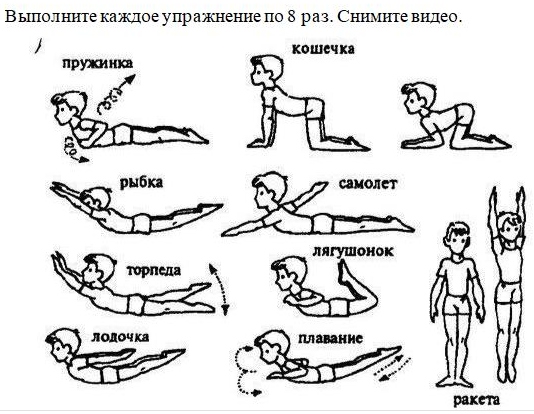 Выполните каждое упражнение по 8 раз. Снимите видео.
пружинка
кошечка
рыбка
самолет
торпеда
лягушонок
лодочка
плавание
ракета